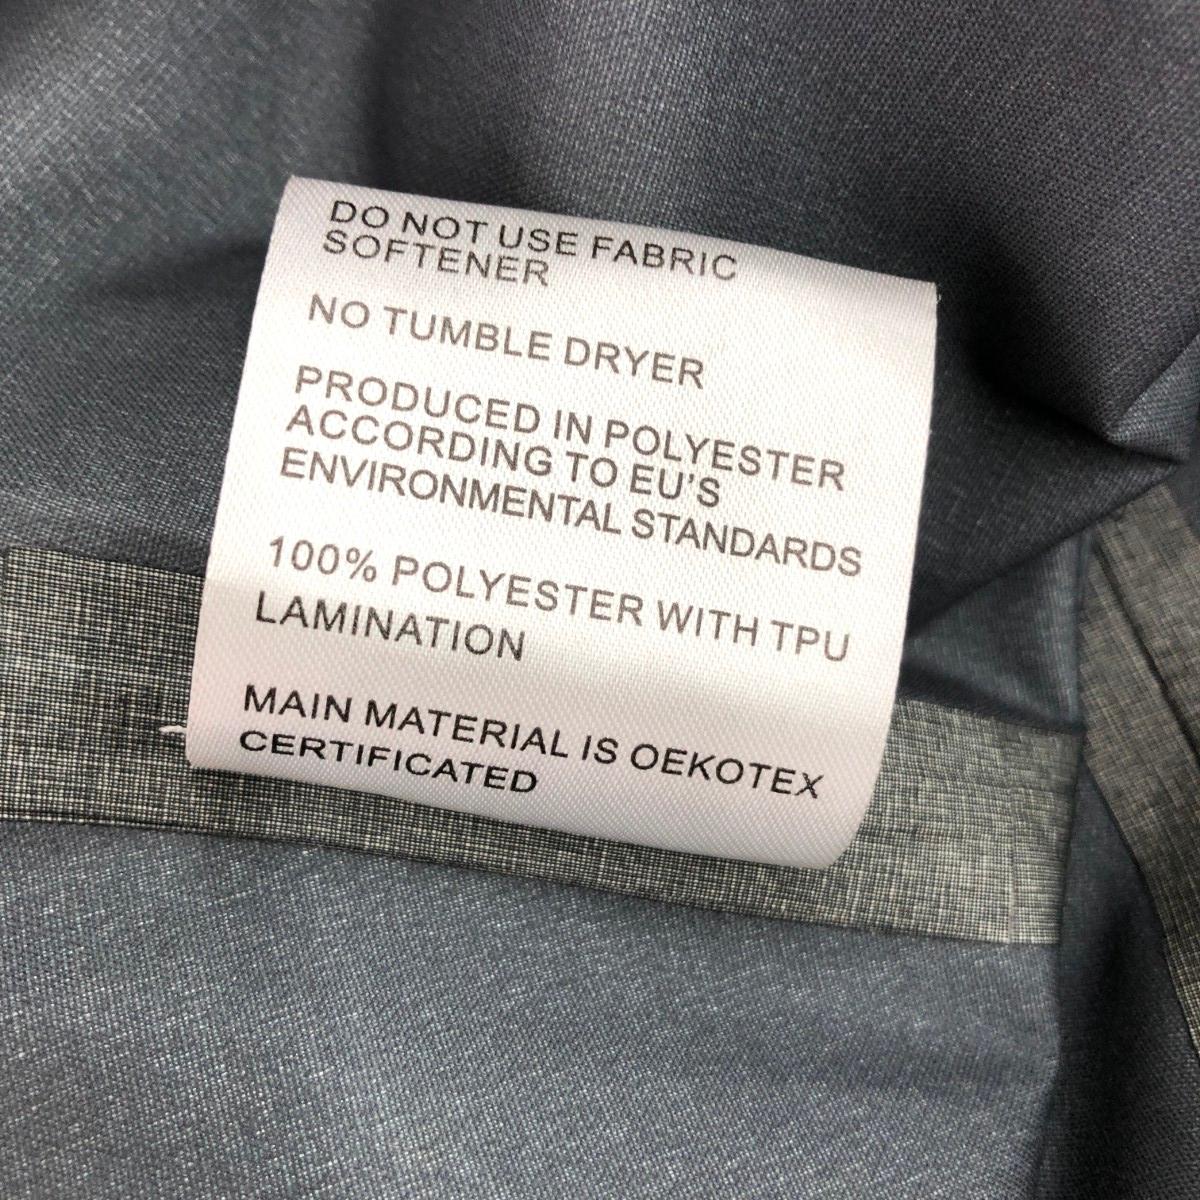 DO NOT USE FABRIC
SOFTENER
NO TUMBLE DRYER
PRODUCED IN POLYESTER
ACCORDING TO EU'S
ENVIRONMENTAL STANDARDS
100% POLYESTER WITH TPU
LAMINATION
MAIN MATERIAL IS OEKOTEX
CERTIFICATED